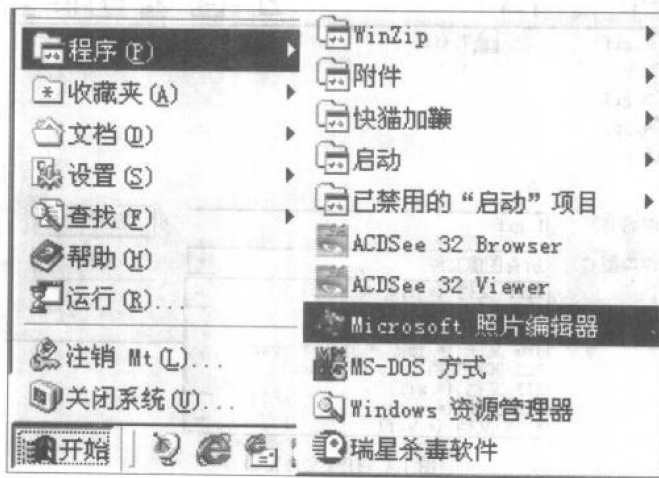 程序(P)
收藏夹(A)
文档(D)
设置(S)
查找(F)
帮助(H)
运行(R)...
注销 Mt(L)...
关闭系统(U)...
开始
WinZip
附件
快猫加鞭
启动
已禁用的“启动”项目
ACDSee 32 Browser
ACDSee 32 Viewer
Microsoft 照片编辑器
MS-DOS 方式
Windows 资源管理器
瑞星杀毒软件